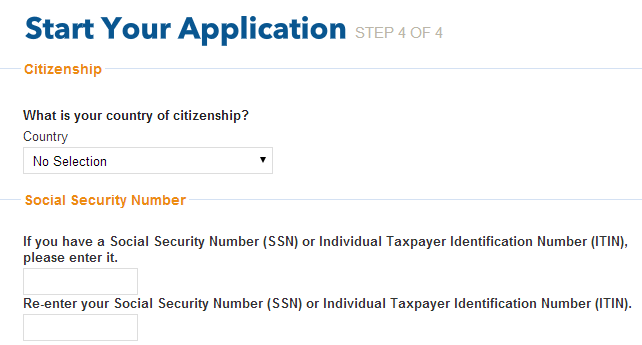 Start Your Application STEP 4 OF 4
Citizenship
What is your country of citizenship?
Country
No Selection
Social Security Number
If you have a Social Security Number (SSN) or Individual Taxpayer Identification Number (ITIN),
please enter it.
Re-enter your Social Security Number (SSN) or Individual Taxpayer Identification Number (ITIN).